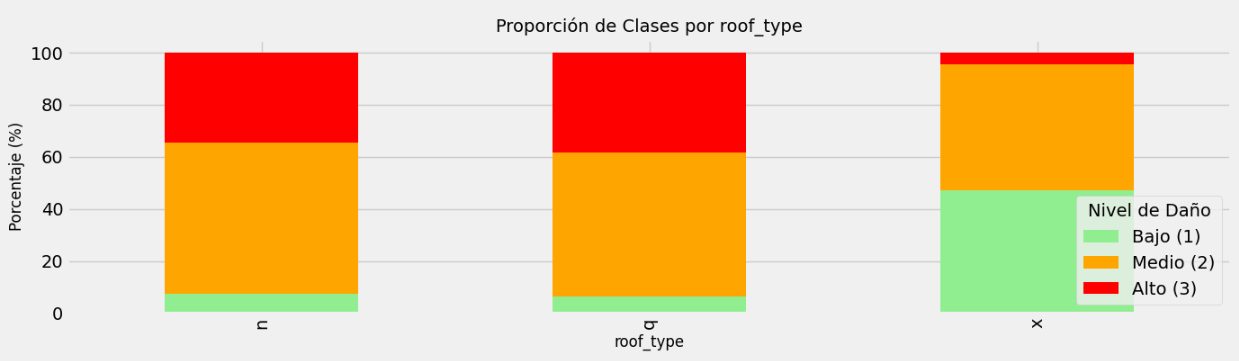 Proporción de Clases por roof_type
100
80
60
40
20
0
Porcentaje (%)
n
q
x
roof_type
Nivel de Daño
Bajo (1)
Medio (2)
Alto (3)